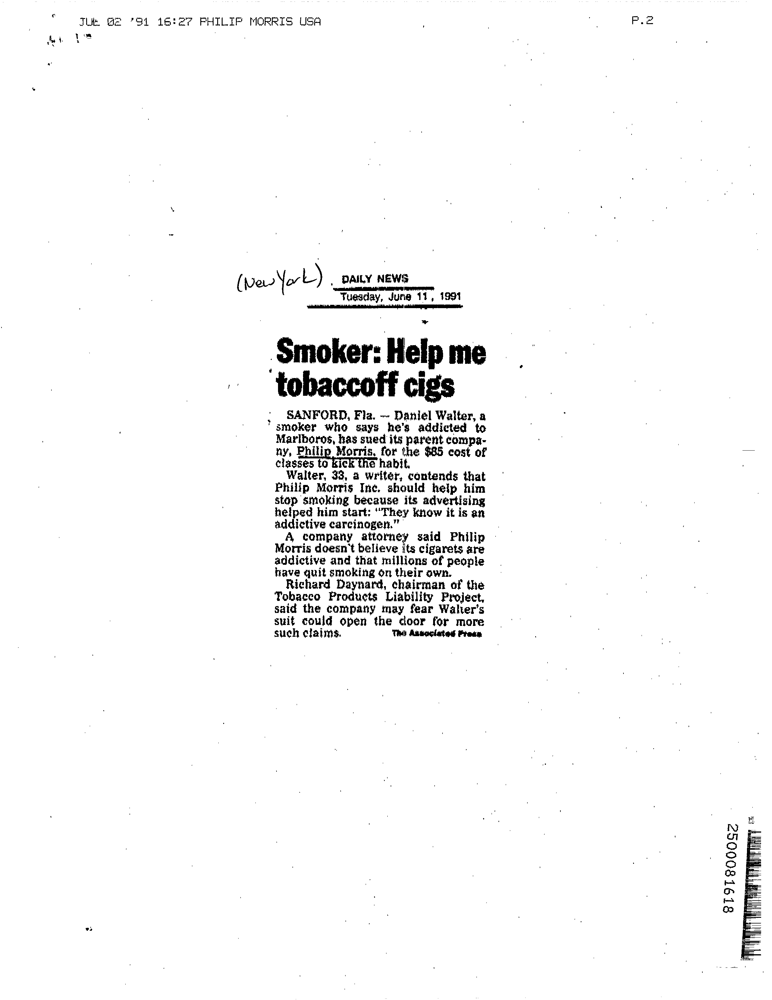 JUL 02 '91 16:27 PHILIP MORRIS USA P.2
(New York) DAILY NEWS
Tuesday, June 11, 1991
Smoker: Help me
tobaccoff cigs
SANFORD, Fla. — Daniel Walter, a
smoker who says he's addicted to
Marlboros, has sued its parent compa-
ny, Philip Morris, for the $85 cost of
classes to kick the habit.
Walter, 33, a writer, contends that
Philip Morris Inc. should help him
stop smoking because its advertising
helped him start: "They know it is an
addictive carcinogen."
A company attorney said Philip
Morris doesn't believe its cigarets are
addictive and that millions of people
have quit smoking on their own.
Richard Daynard, chairman of the
Tobacco Products Liability Project,
said the company may fear Walter's
suit could open the door for more
such claims. The Associated Press
2500081618